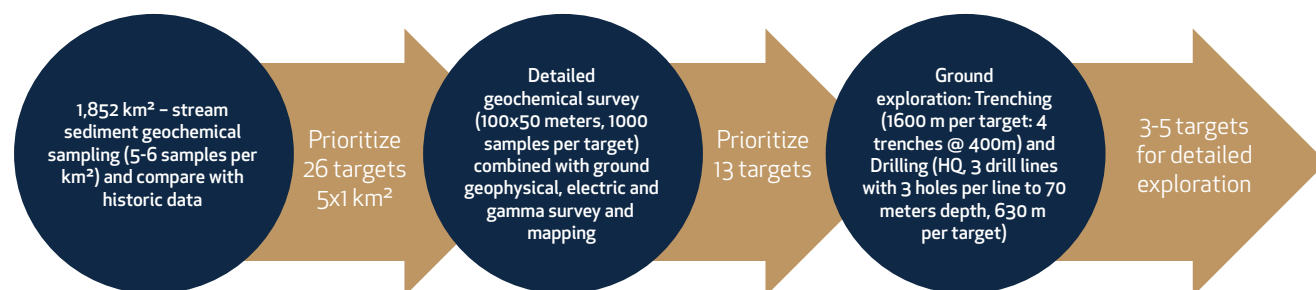 1,852 km² – stream
sediment geochemical
sampling (5-6 samples per
km²) and compare with
historic data
Prioritize
26 targets
5x1 km²
Detailed
geochemical survey
(100x50 meters, 1000
samples per target)
combined with ground
geophysical, electric and
gamma survey and
mapping
Prioritize
13 targets
Ground
exploration: Trenching
(1600 m per target: 4
trenches @ 400m) and
Drilling (HQ, 3 drill lines
with 3 holes per line to 70
meters depth, 630 m
per target)
3-5 targets
for detailed
exploration